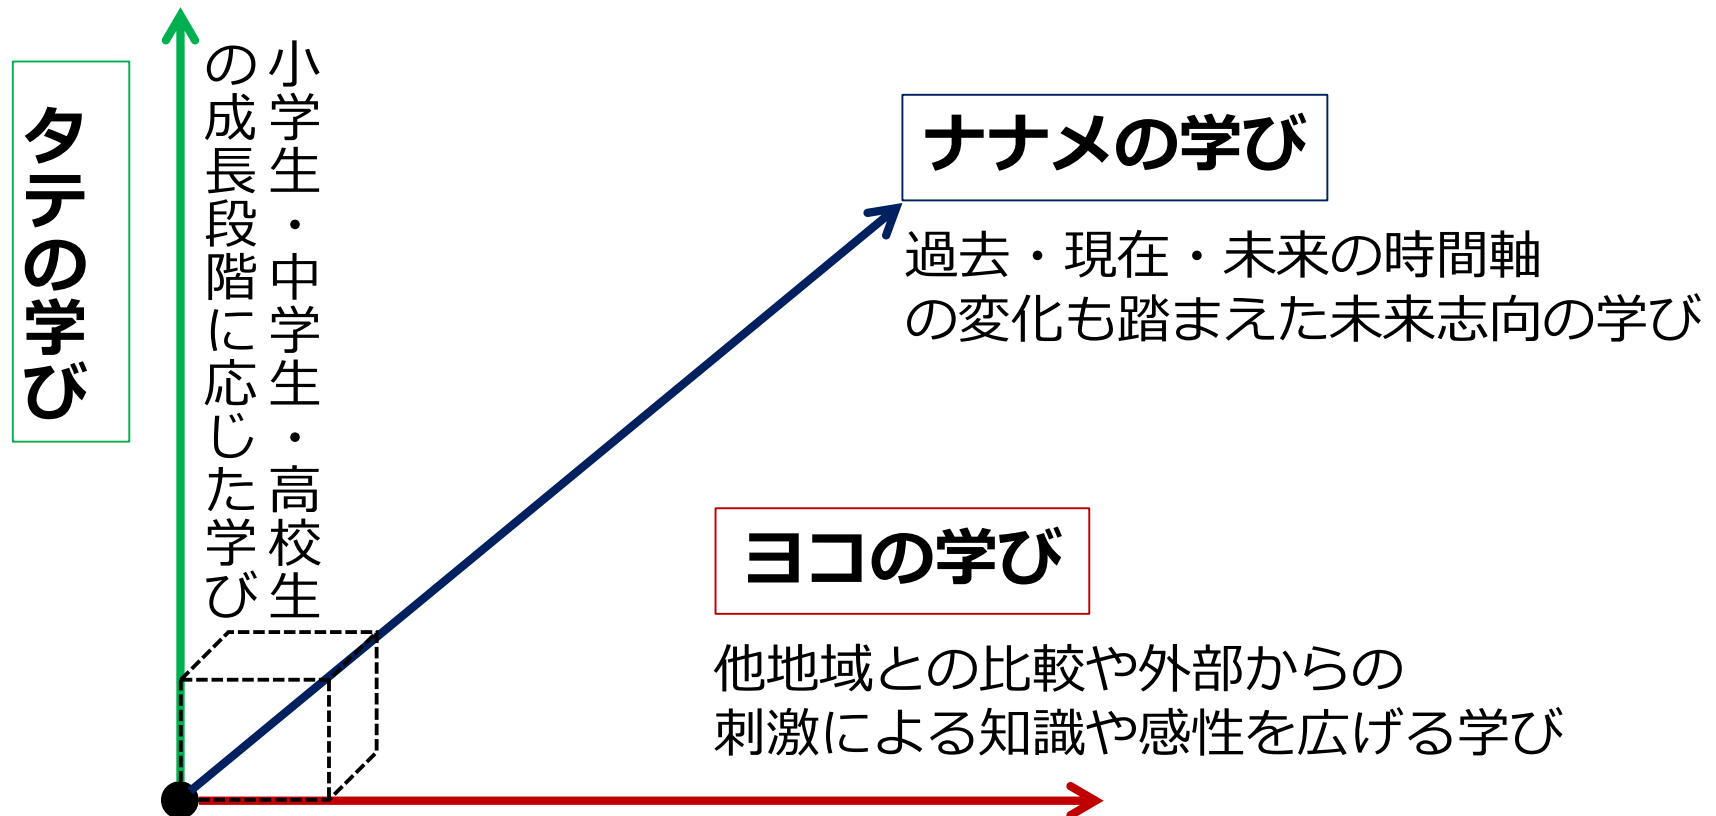 タテの学び
小学生・中学生・高校生
の成長段階に応じた学び
ナナメの学び
過去・現在・未来の時間軸
の変化も踏まえた未来志向の学び
ヨコの学び
他地域との比較や外部からの
刺激による知識や感性を広げる学び